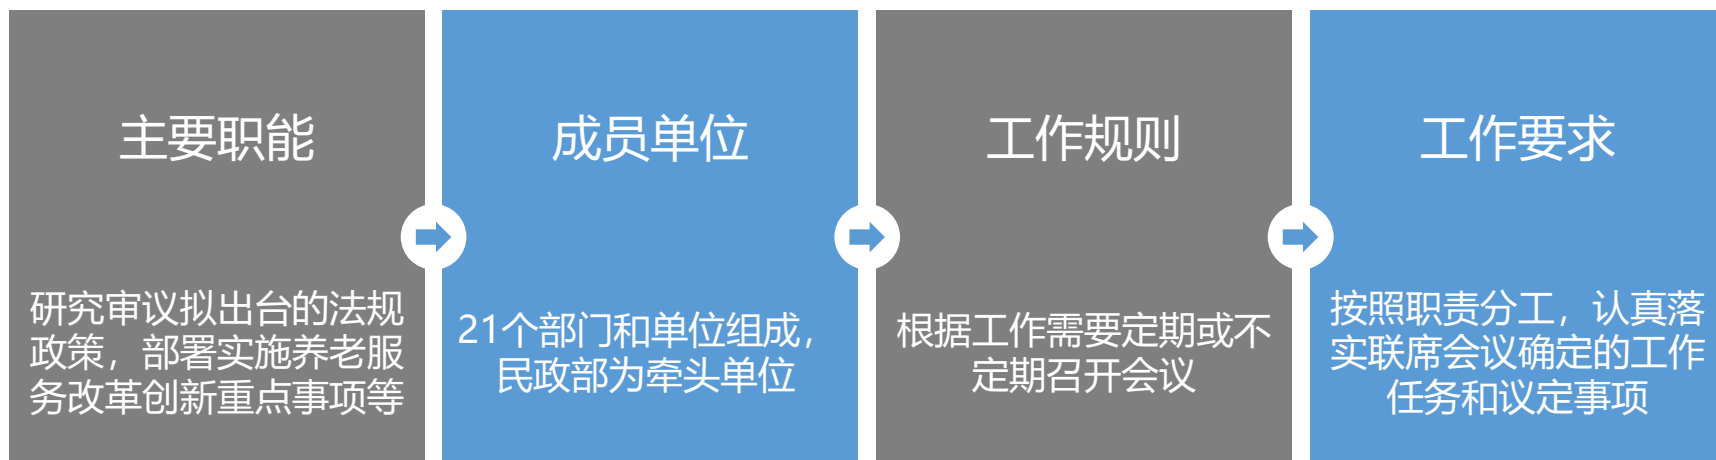 主要职能
研究审议拟出台的法规
政策，部署实施养老服
务改革创新重点事项等
成员单位
21个部门和单位组成，
民政部为牵头单位
工作规则
根据工作需要定期或不
定期召开会议
工作要求
按照职责分工，认真落
实联席会议确定的工作
任务和议定事项